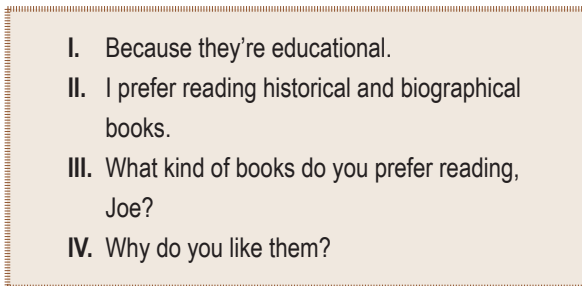 I. Because they're educational.
II. I prefer reading historical and biographical
books.
III. What kind of books do you prefer reading,
Joe?
IV. Why do you like them?